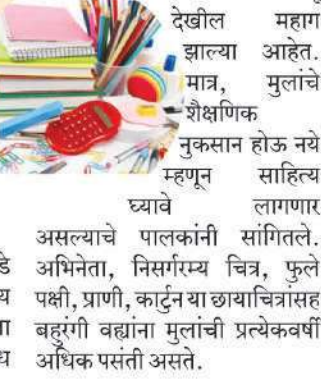 देखील महाग
झाल्या आहेत.
मात्र, मुलांचे
शैक्षणिक
नुकसान होऊ नये
म्हणून साहित्य
घ्यावे लागणार
असल्याचे पालकांनी सांगितले.
अभिनेता, निसर्गरम्य चित्र, फुले
पक्षी, प्राणी, कार्टुन या छायाचित्रांसह
बहुरंगी वह्यांना मुलांची प्रत्येकवर्षी
अधिक पसंती असते.